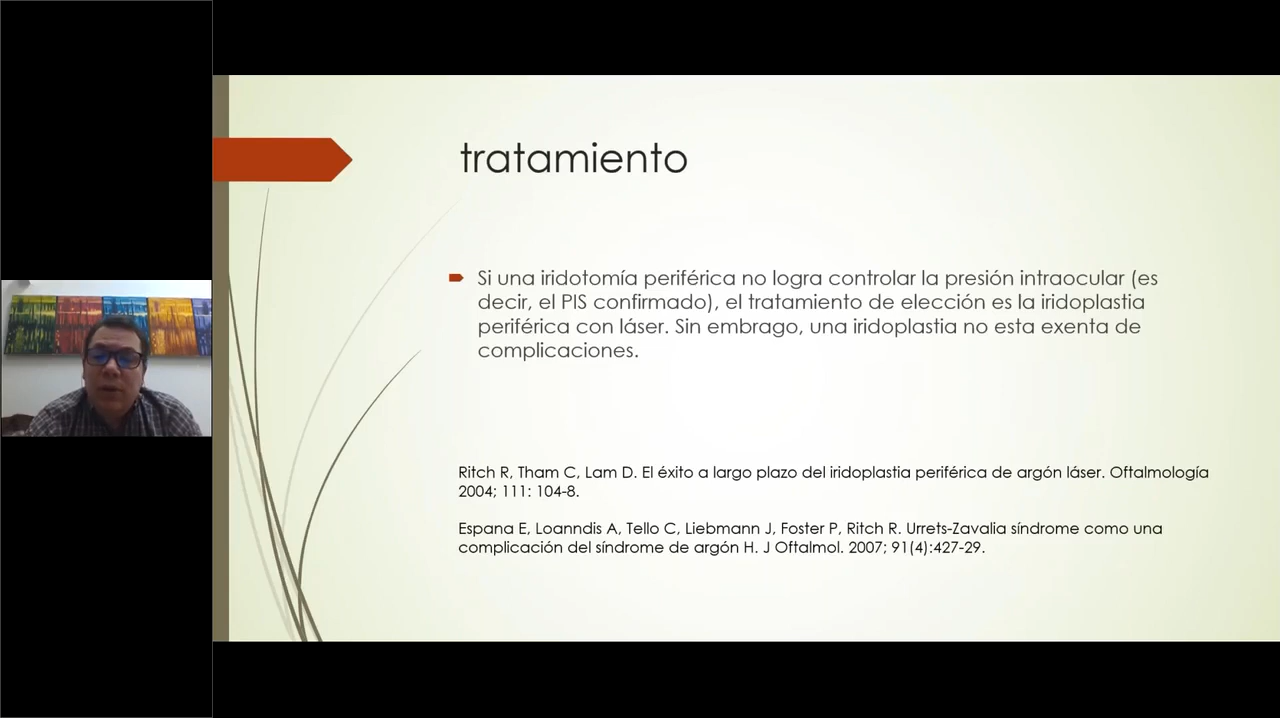 tratamiento
Si una iridotomía periférica no logra controlar la presión intraocular (es
decir, el PIS confirmado), el tratamiento de elección es la iridoplastia
periférica con láser. Sin embrago, una iridoplastia no esta exenta de
complicaciones.
Ritch R, Tham C, Lam D. El éxito a largo plazo del iridoplastia periférica de argón láser. Oftalmología
2004; 111: 104-8.
Espana E, Loanndis A, Tello C, Liebmann J, Foster P, Ritch R. Urrets-Zavalia síndrome como una
complicación del síndrome de argón H. J Oftalmol. 2007; 91(4):427-29.